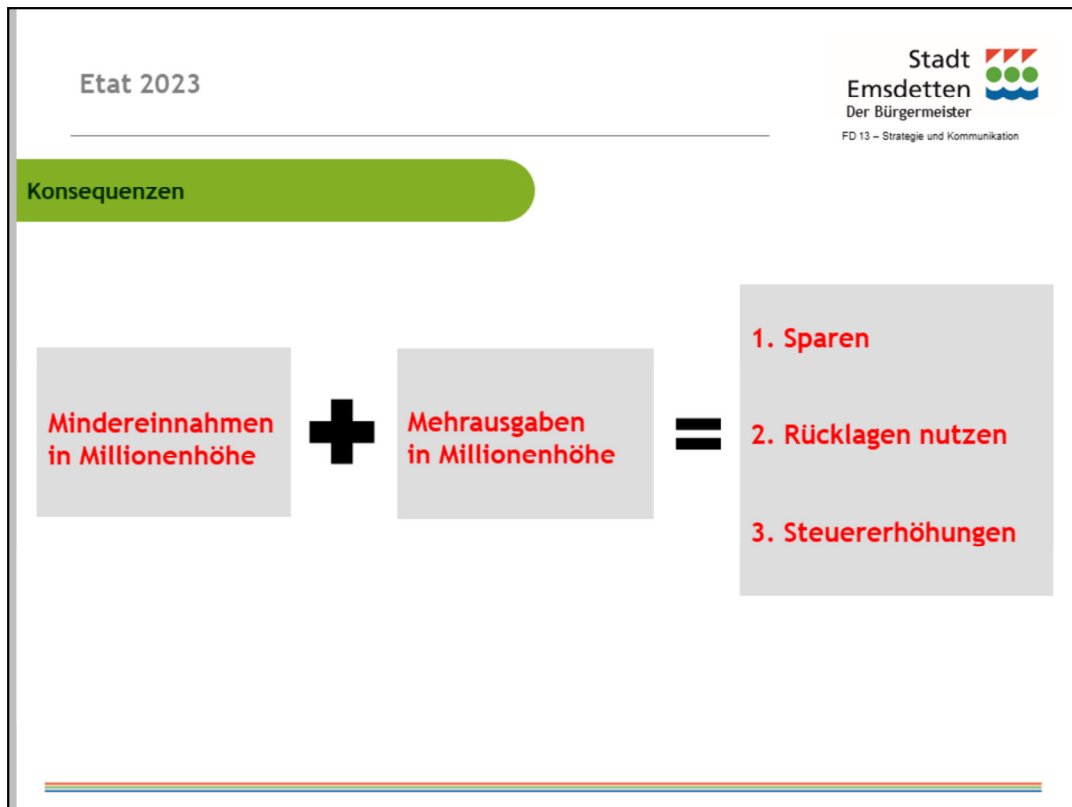 Etat 2023
Stadt
Emsdetten
Der Bürgermeister
FD 13 – Strategie und Kommunikation
Konsequenzen
Mindereinnahmen
in Millionenhöhe
+
Mehrausgaben
in Millionenhöhe
=
1. Sparen
2. Rücklagen nutzen
3. Steuererhöhungen